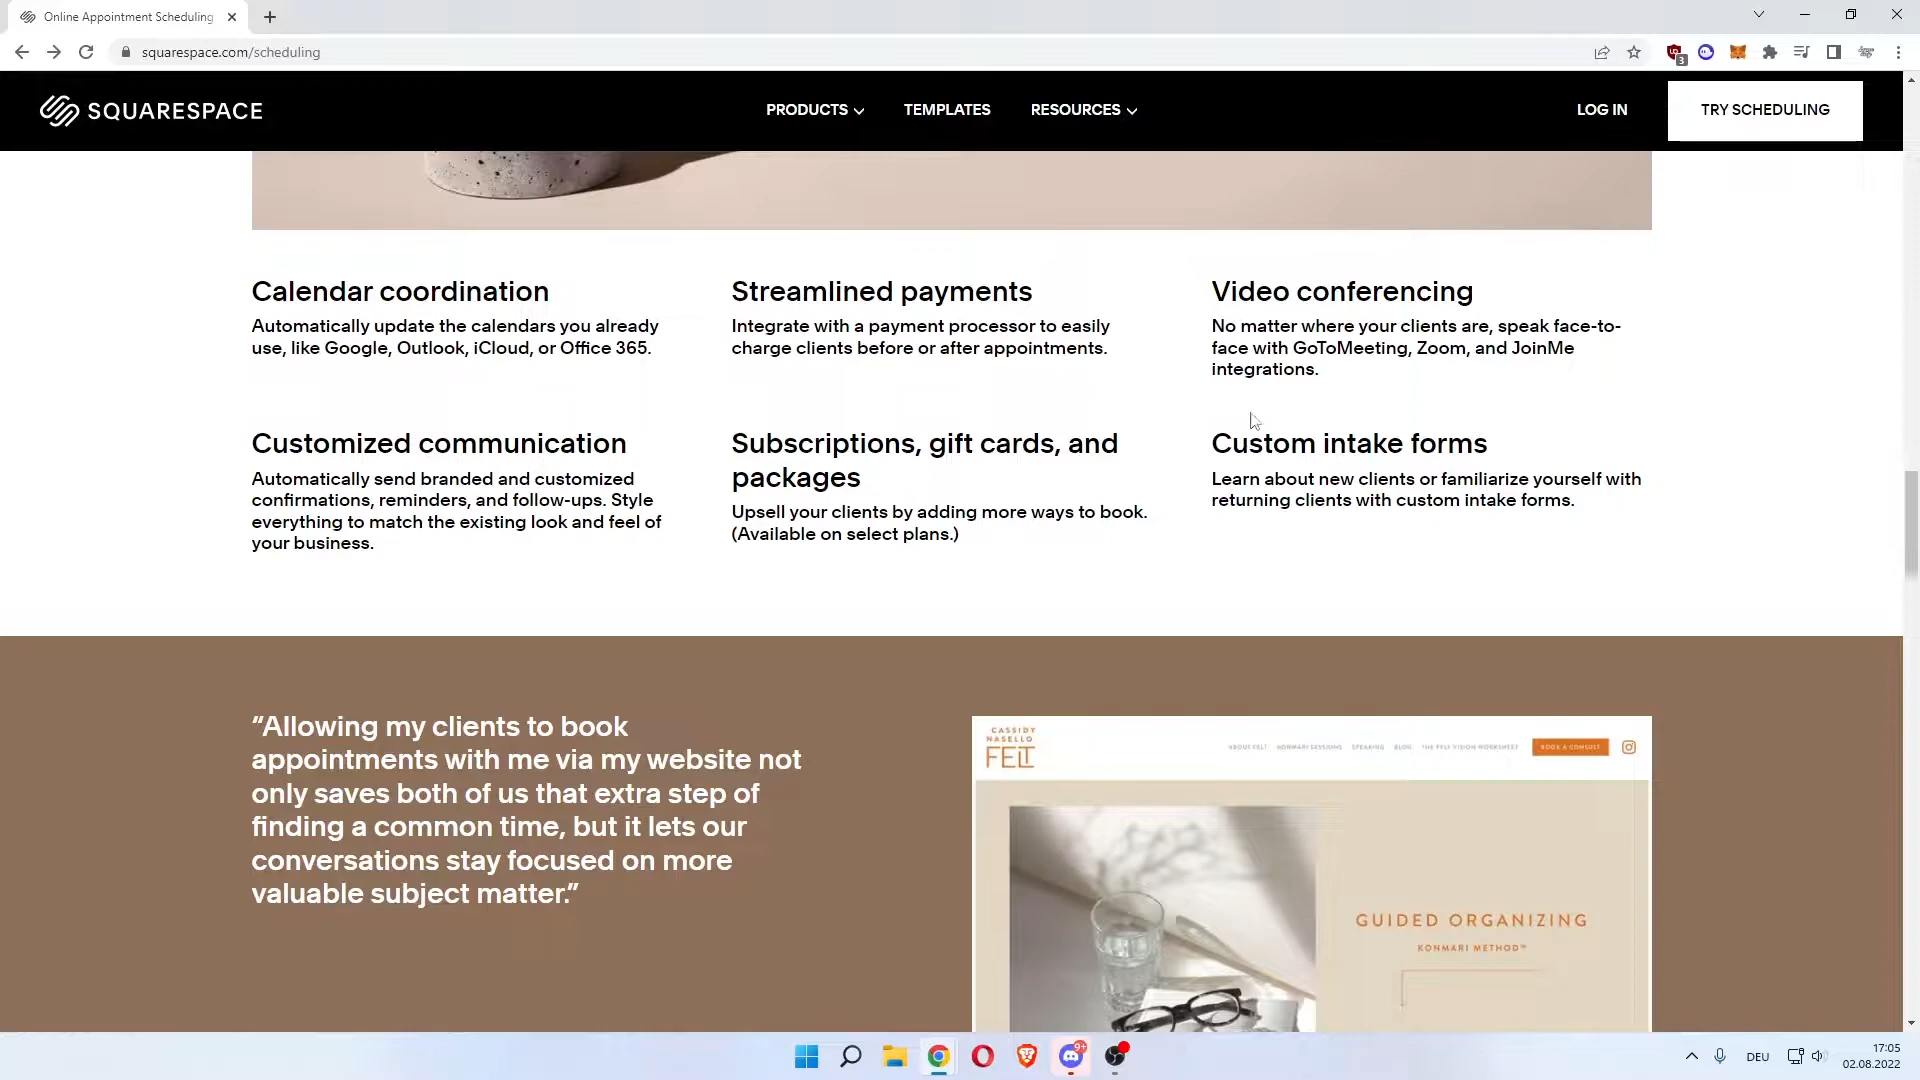 Online Appointment Scheduling
squarespace.com/scheduling
3
SQUARESPACE
PRODUCTS
TEMPLATES
RESOURCES
LOG IN
TRY SCHEDULING
Calendar coordination
Automatically update the calendars you already
use, like Google, Outlook, iCloud, or Office 365.
Streamlined payments
Integrate with a payment processor to easily
charge clients before or after appointments.
Video conferencing
No matter where your clients are, speak face-to-
face with GoToMeeting, Zoom, and JoinMe
integrations.
Customized communication
Automatically send branded and customized
confirmations, reminders, and follow-ups. Style
everything to match the existing look and feel of
your business.
Subscriptions, gift cards, and
packages
Upsell your clients by adding more ways to book.
(Available on select plans.)
Custom intake forms
Learn about new clients or familiarize yourself with
returning clients with custom intake forms.
“Allowing my clients to book
appointments with me via my website not
only saves both of us that extra step of
finding a common time, but it lets our
conversations stay focused on more
valuable subject matter.”
CASSIDY
NASELLO
FELT
ABOUT FELT
KONMARI SESSIONS
SPEAKING
BLOG
THE FELT VISION WORKSHEET
BOOK A CONSULT
GUIDED ORGANIZING
KONMARI METHOD™
9+
DEU
17:05
02.08.2022